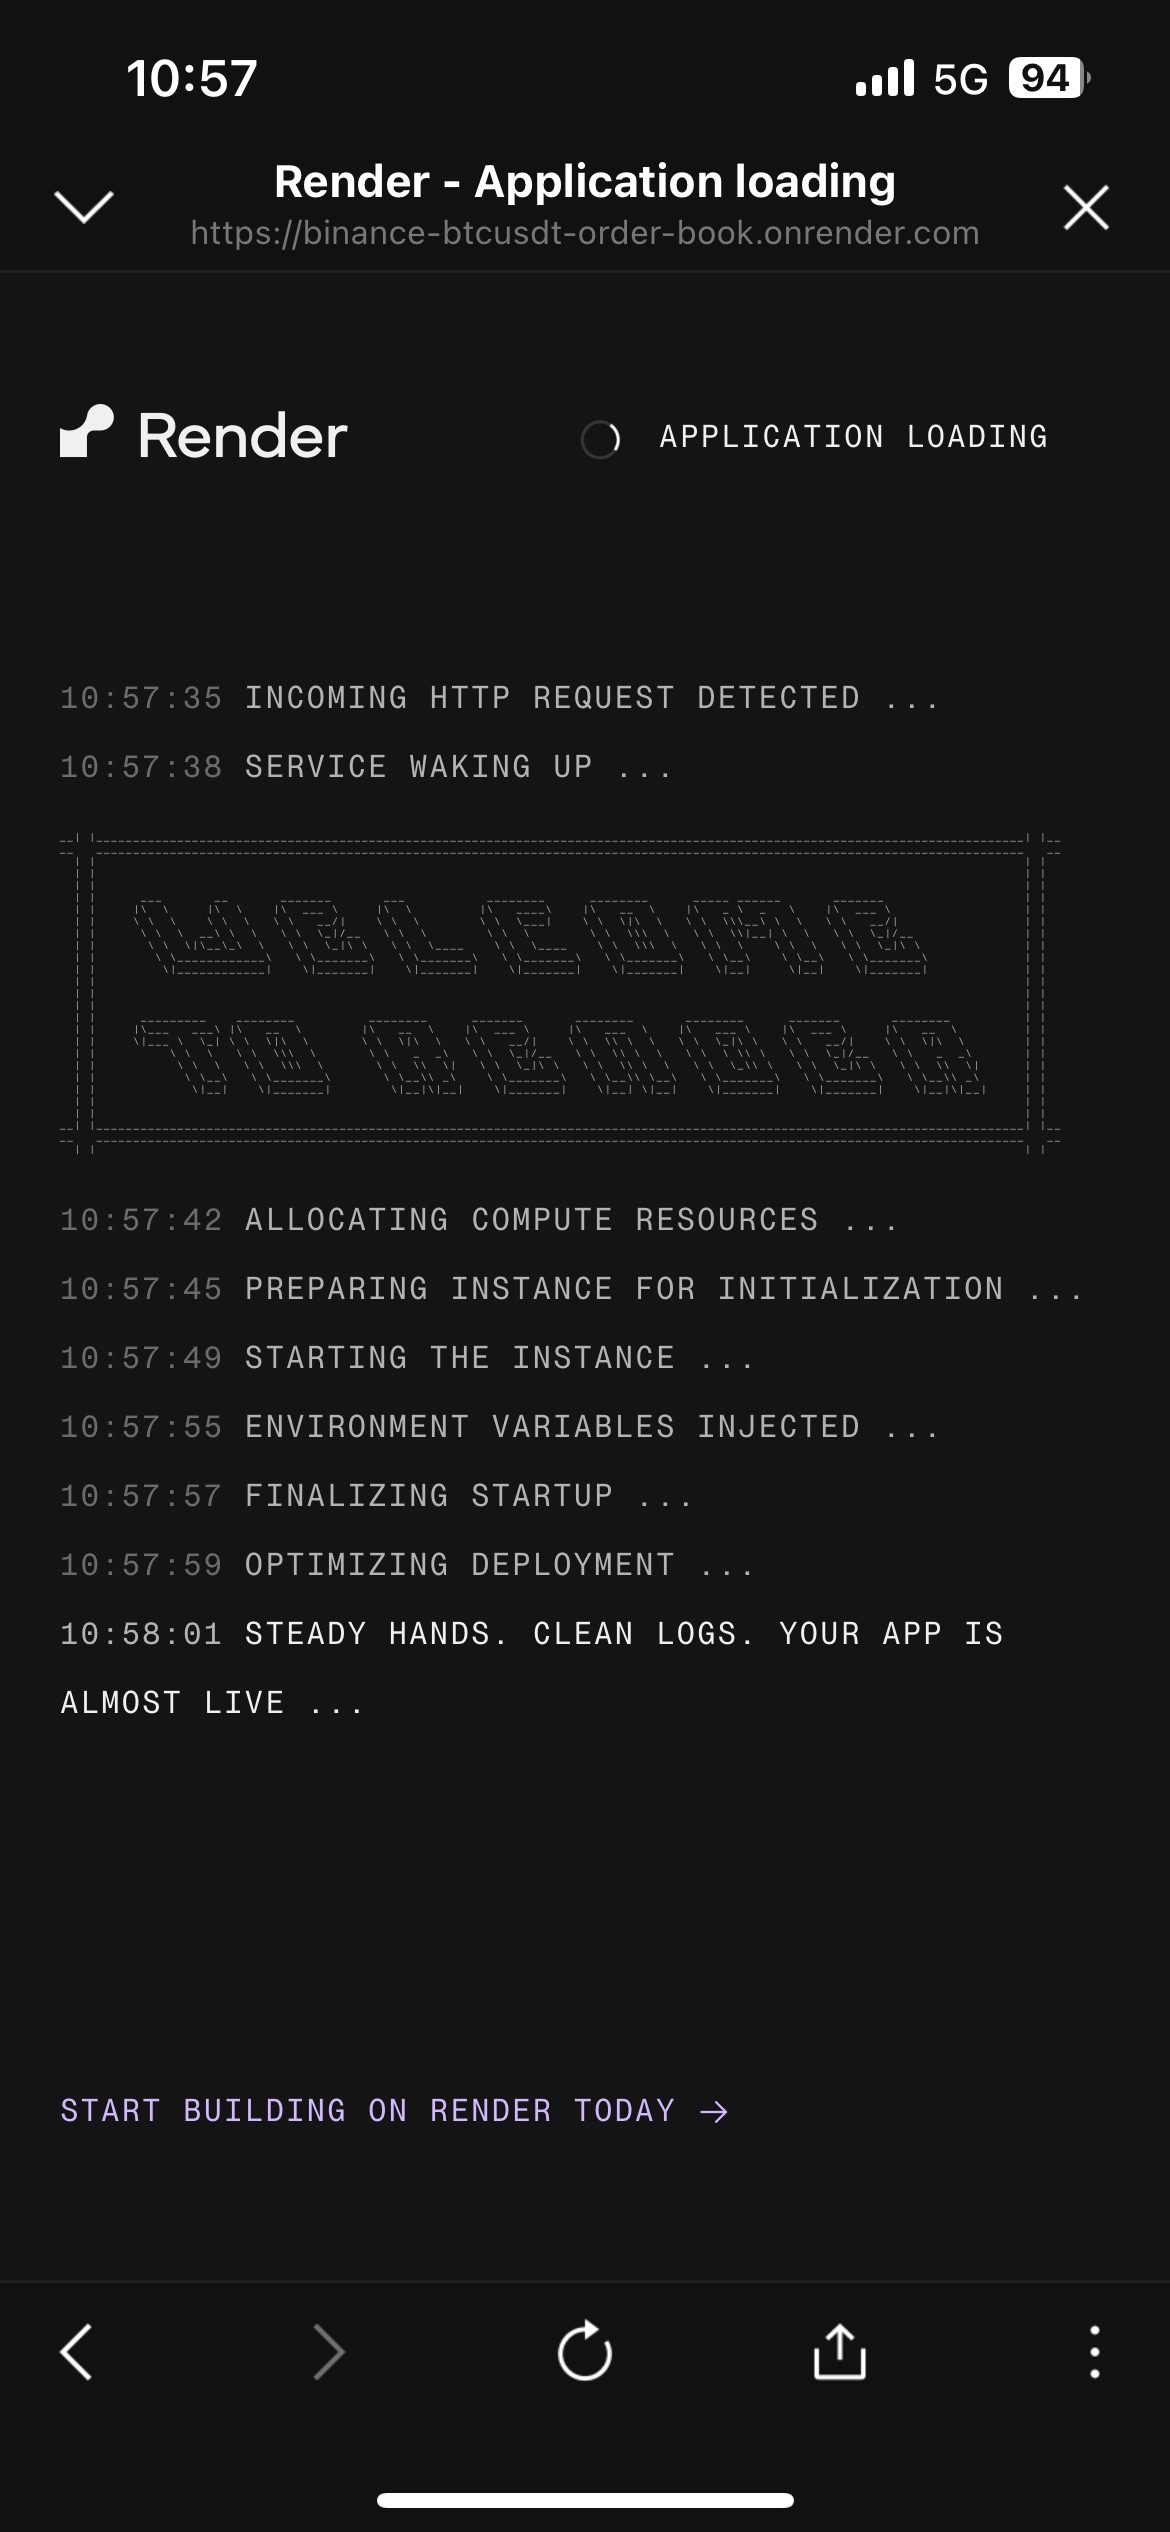 10:57
5G 94
Render - Application loading
https://binance-btcusdt-order-book.onrender.com
Render
APPLICATION LOADING
10:57:35 INCOMING HTTP REQUEST DETECTED ...
10:57:38 SERVICE WAKING UP ...
WELCOME
TO RENDER
10:57:42 ALLOCATING COMPUTE RESOURCES ...
10:57:45 PREPARING INSTANCE FOR INITIALIZATION ...
10:57:49 STARTING THE INSTANCE ...
10:57:55 ENVIRONMENT VARIABLES INJECTED ...
10:57:57 FINALIZING STARTUP ...
10:57:59 OPTIMIZING DEPLOYMENT ...
10:58:01 STEADY HANDS. CLEAN LOGS. YOUR APP IS
ALMOST LIVE ...
START BUILDING ON RENDER TODAY →